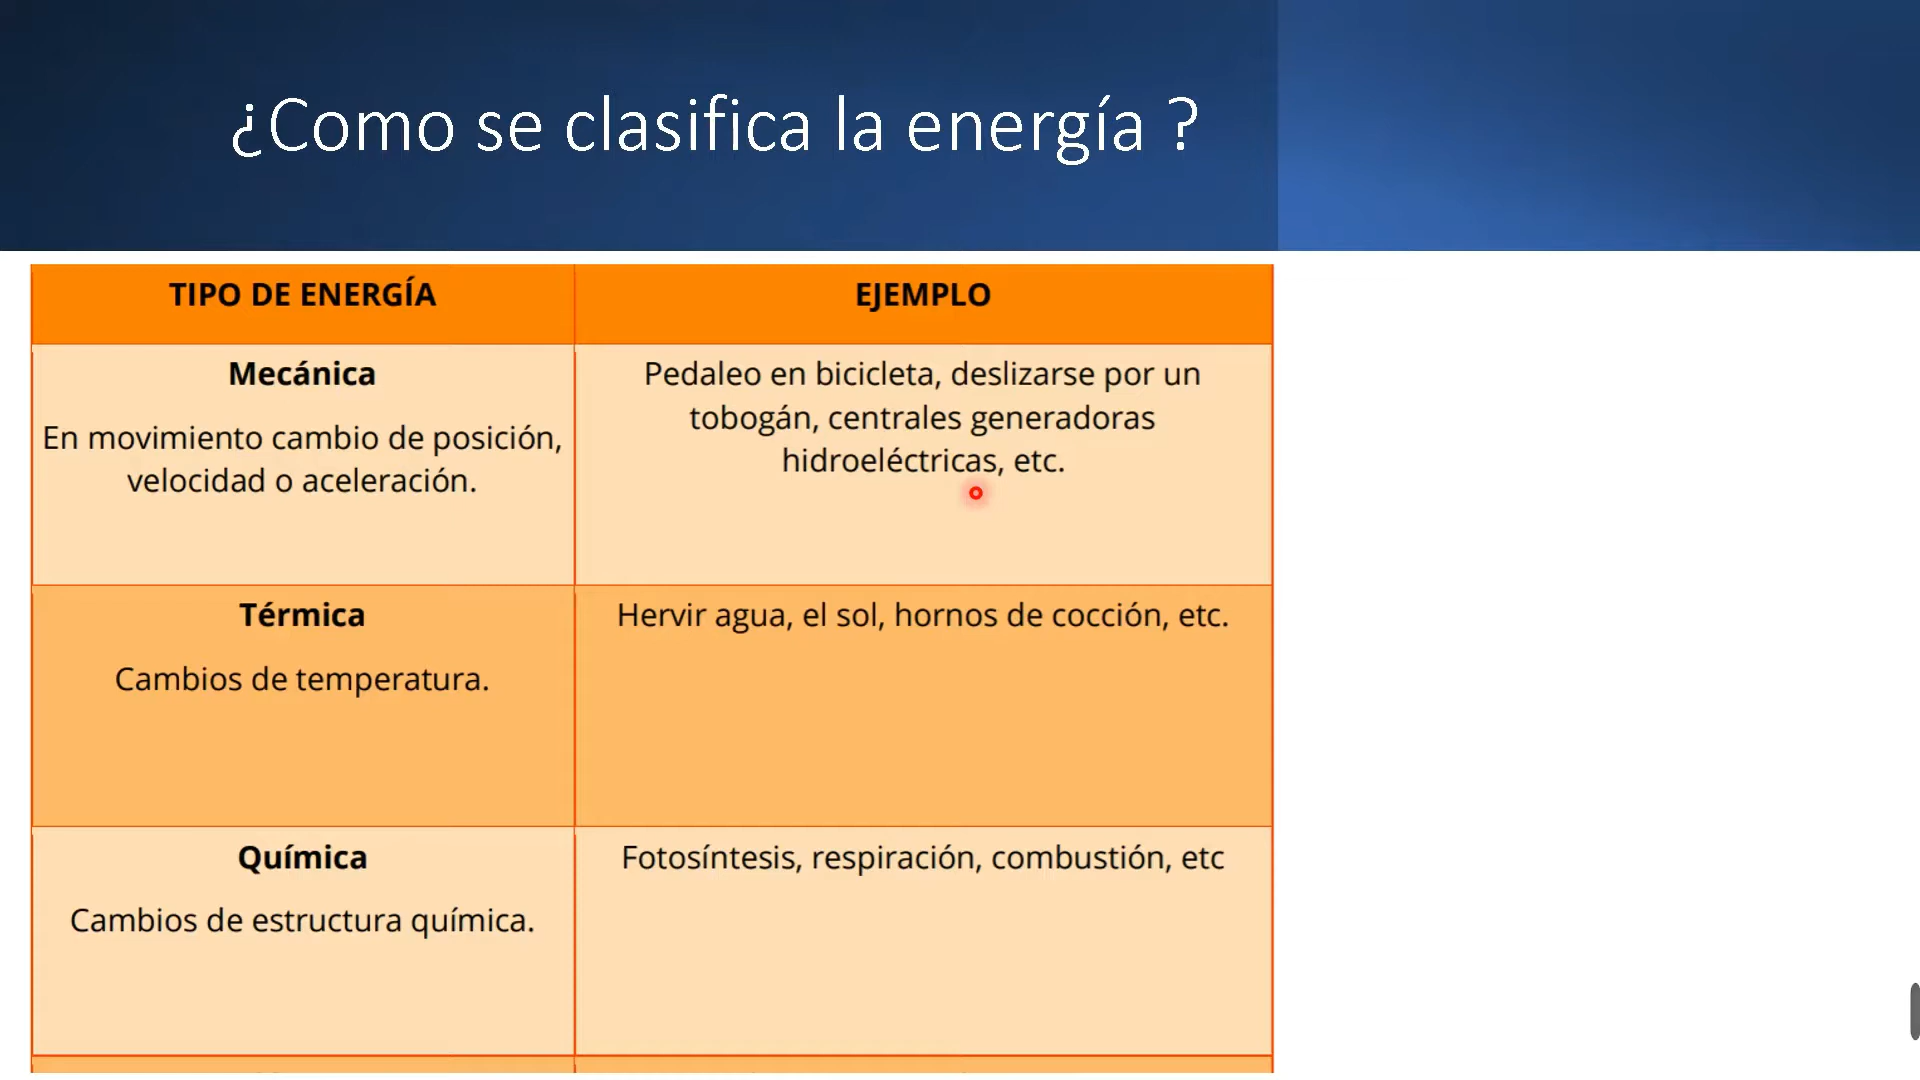 ¿Como se clasifica la energía ?
TIPO DE ENERGÍA
EJEMPLO
Mecánica
En movimiento cambio de posición,
velocidad o aceleración.
Pedaleo en bicicleta, deslizarse por un
tobogán, centrales generadoras
hidroeléctricas, etc.
Térmica
Cambios de temperatura.
Hervir agua, el sol, hornos de cocción, etc.
Química
Cambios de estructura química.
Fotosíntesis, respiración, combustión, etc